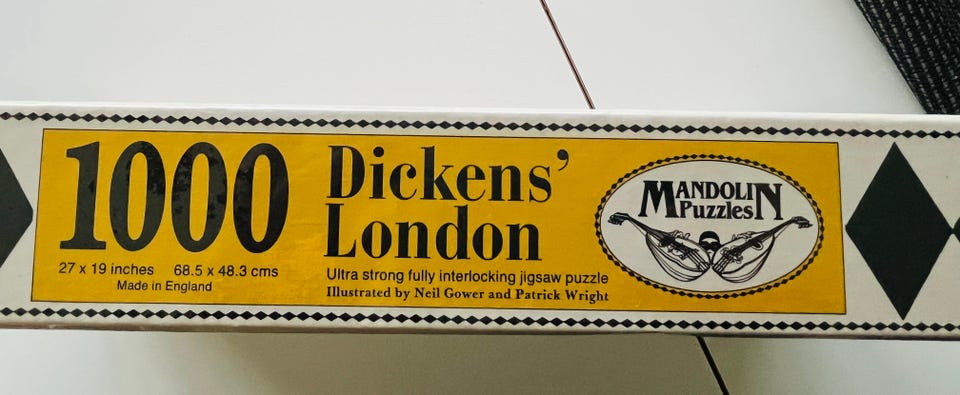 1000
27 x 19 inches 68.5 x 48.3 cms
Made in England
Dickens’
London
Ultra strong fully interlocking jigsaw puzzle
Illustrated by Neil Gower and Patrick Wright
MANDOLIN
Puzzles